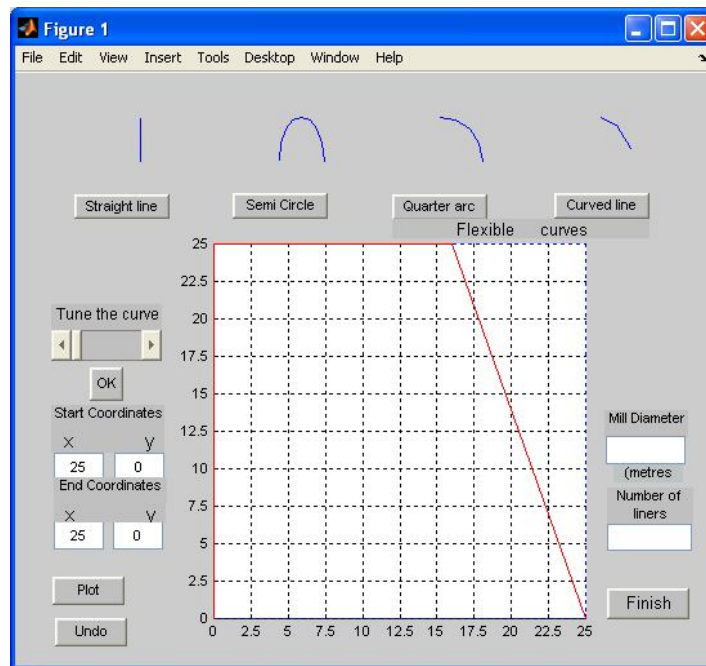 Figure 1
File Edit View Insert Tools Desktop Window Help
Straight line Semi Circle Quarter arc Curved line
Flexible curves
Tune the curve
OK
Start Coordinates
X y
25 0
End Coordinates
X y
25 0
Plot
Undo
25
22.5
20
17.5
15
12.5
10
7.5
5
2.5
0
0 2.5 5 7.5 10 12.5 15 17.5 20 22.5 25
Mill Diameter
(metres
Number of
liners
Finish